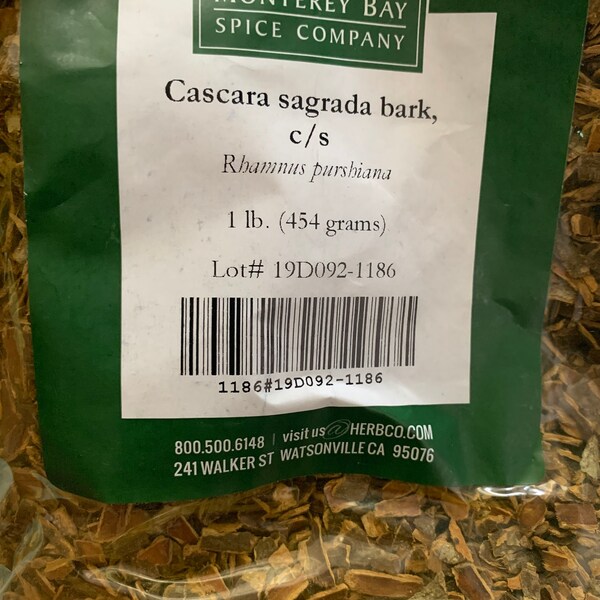 MONTEREY BAY
SPICE COMPANY
Cascara sagrada bark,
c/s
Rhamnus purshiana
1 lb. (454 grams)
Lot# 19D092-1186
1186#19D092-1186
800.500.6148 | visit us @ HERBCO.COM
241 WALKER ST WATSONVILLE CA 95076